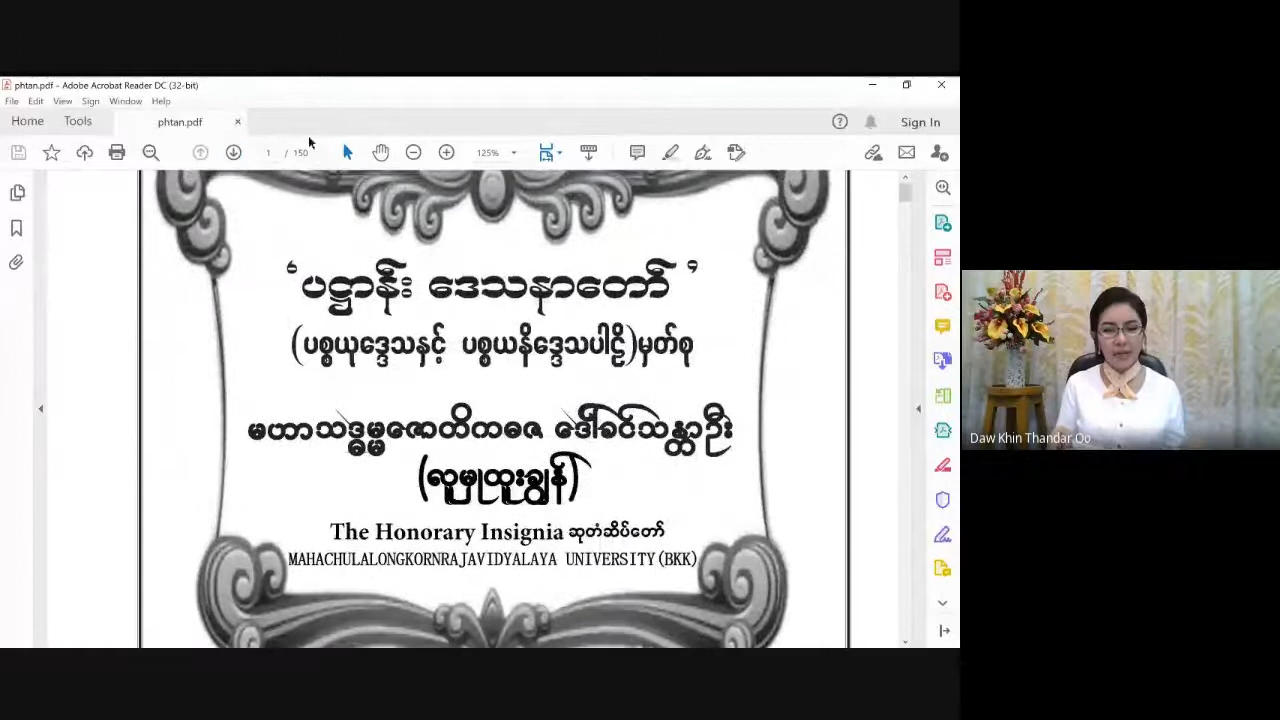 phtan.pdf - Adobe Acrobat Reader DC (32-bit)
File Edit View Sign Window Help
Home Tools phtan.pdf × Sign In
1 / 150 125%
‘ပဋ္ဌာန်း ဒေသနာတော်’
(ပစ္စယုဒ္ဒေသနှင့် ပစ္စယနိဒ္ဒေသပါဠိ)မှတ်စု
မဟာသဒ္ဓမ္မဇောတိကဓဇ ဒေါ်ခင်သန္တာဦး
(လူမှုထူးချွန်)
The Honorary Insignia ဆုတံဆိပ်တော်
MAHACHULALONGKORNRAJAVIDYALAYA UNIVERSITY(BKK)
Daw Khin Thandar Oo